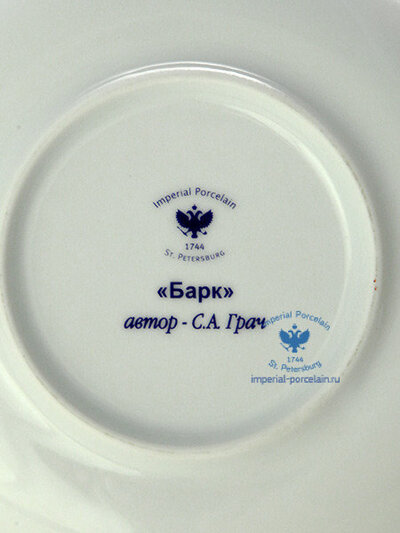 Imperial Porcelain
1744
St. Petersburg
«Барк»
автор - С.А. Грач
Imperial Porcelain
1744
St. Petersburg
imperial-porcelain.ru